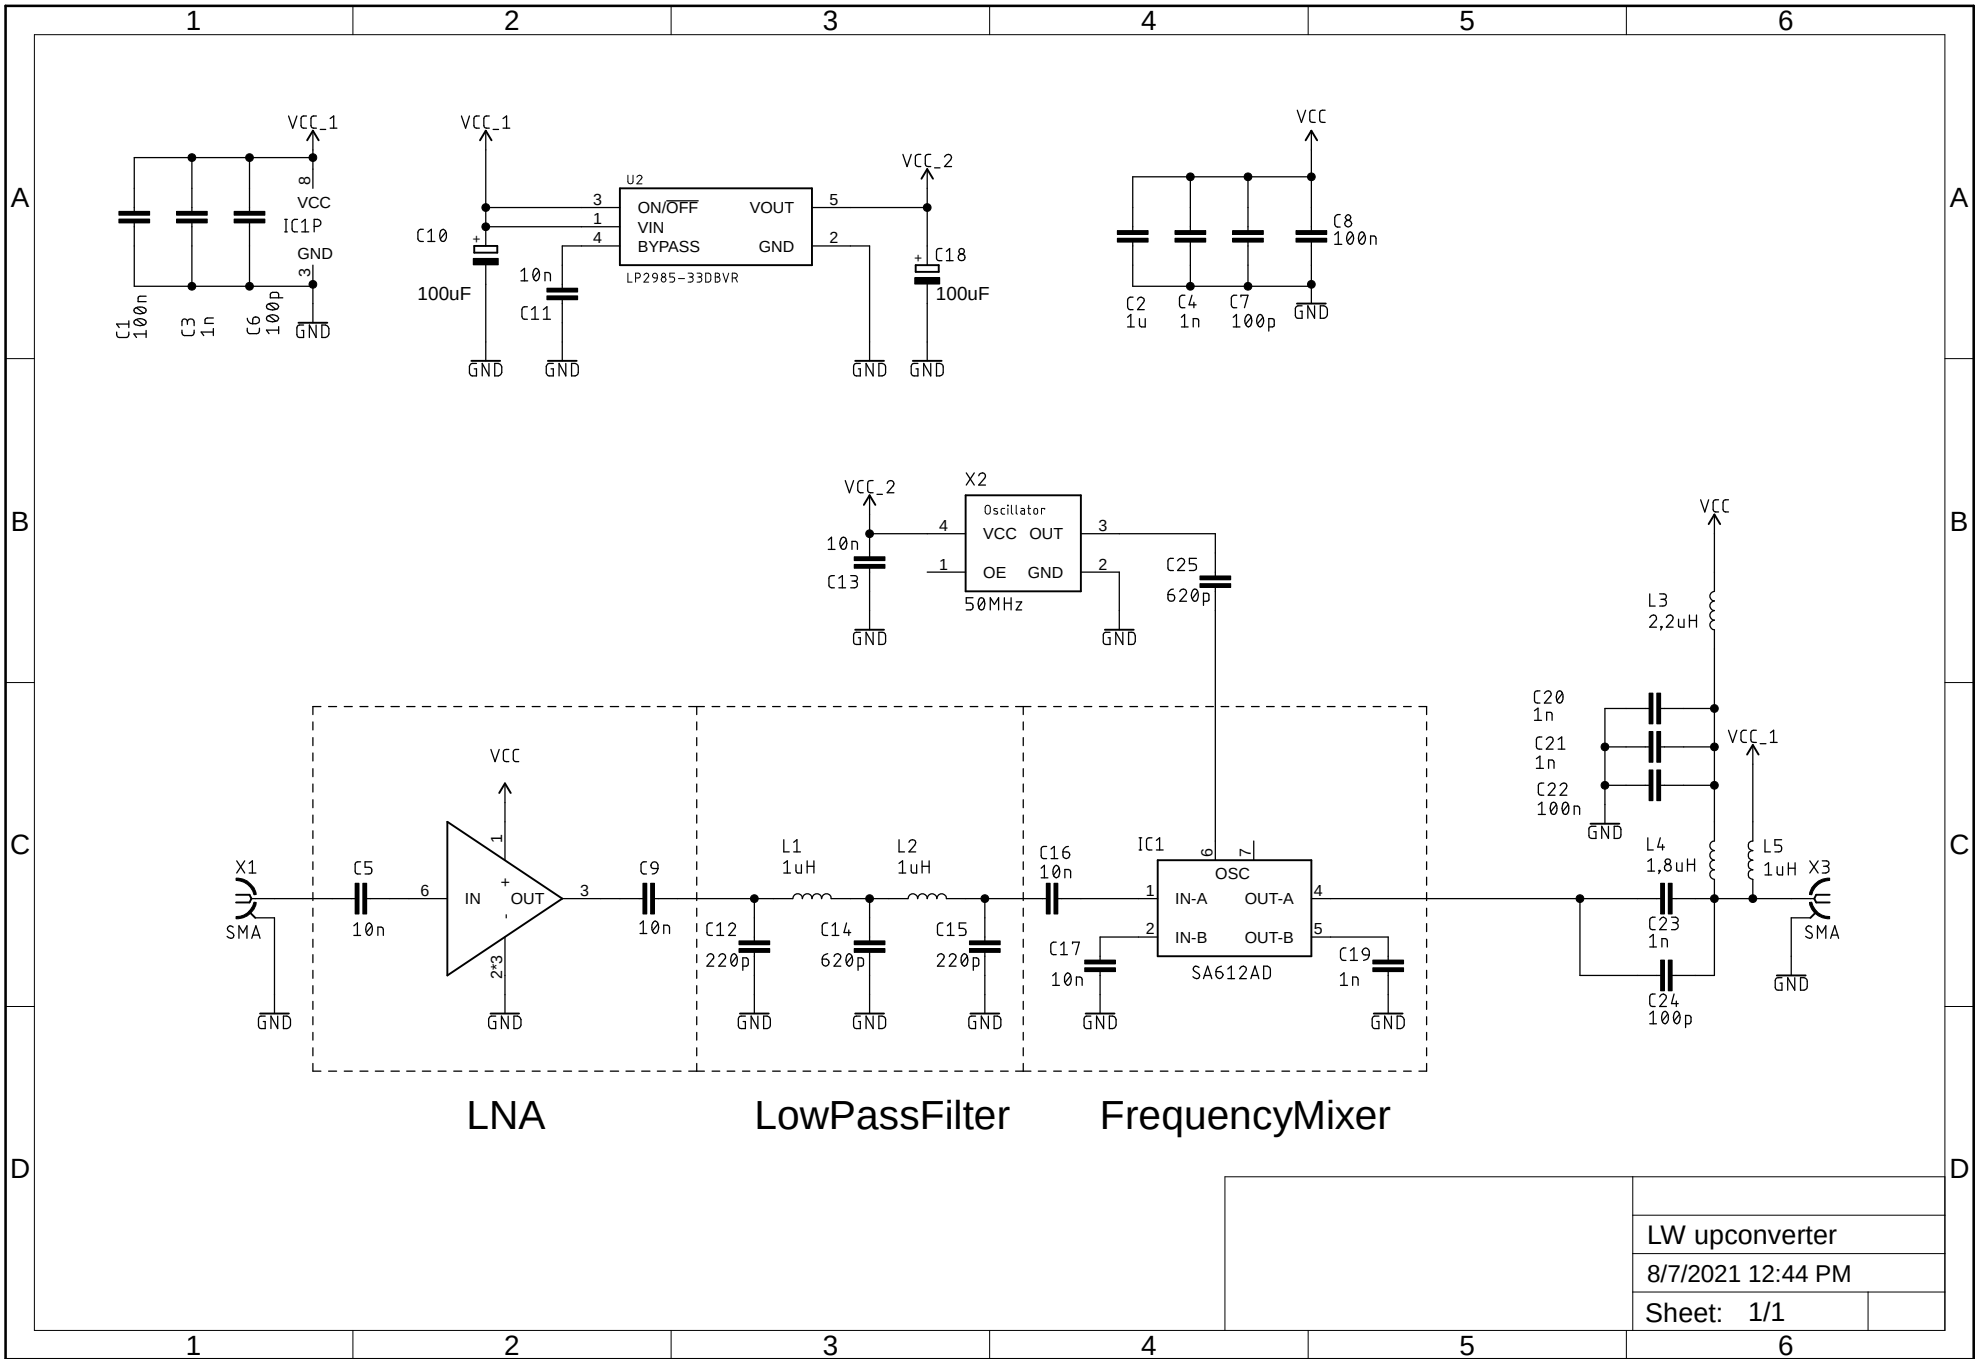 1 2 3 4 5 6
A A
VCC_1
8
VCC
IC1P
GND
3
GND
C1
100n
C3
1n
C6
100p
VCC_1
U2
3 ON/OFF VOUT 5
1 VIN
4 BYPASS GND 2
LP2985-33DBVR
C10
+
100uF
10n
C11
GND
GND
VCC_2
+ C18
100uF
GND
GND
VCC
C8
100n
C2
1u
C4
1n
C7
100p
GND
B B
VCC_2
X2
Oscillator
4 VCC OUT 3
1 OE GND 2
50MHz
10n
C13
GND
GND
C25
620p
VCC
L3
2,2uH
C20
1n
C21
1n
C22
100n
VCC_1
GND
C C
VCC
1
X1
SMA
GND
C5
10n
6 IN + OUT 3
-
2*3
GND
C9
10n
L1
1uH
L2
1uH
C12
220p
C14
620p
C15
220p
GND
GND
GND
C16
10n
IC1
6 7
OSC
1 IN-A OUT-A 4
2 IN-B OUT-B 5
SA612AD
C17
10n
GND
C19
1n
GND
L4
1,8uH
L5
1uH
X3
SMA
C23
1n
C24
100p
GND
LNA
LowPassFilter
FrequencyMixer
D D
LW upconverter
8/7/2021 12:44 PM
Sheet: 1/1
1 2 3 4 5 6